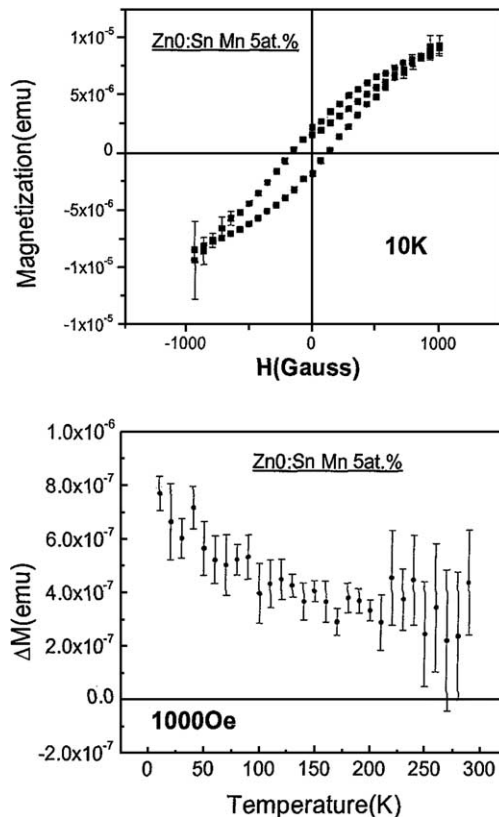 1x10-5
Zn0:Sn Mn 5at.%
5x10-6
0
-5x10-6
-1x10-5
-1x10-5
Magnetization(emu)
10K
-1000
0
1000
H(Gauss)
1.0x10-6
Zn0:Sn Mn 5at.%
8.0x10-7
6.0x10-7
4.0x10-7
2.0x10-7
0.0
-2.0x10-7
ΔM(emu)
1000Oe
0 50 100 150 200 250 300
Temperature(K)